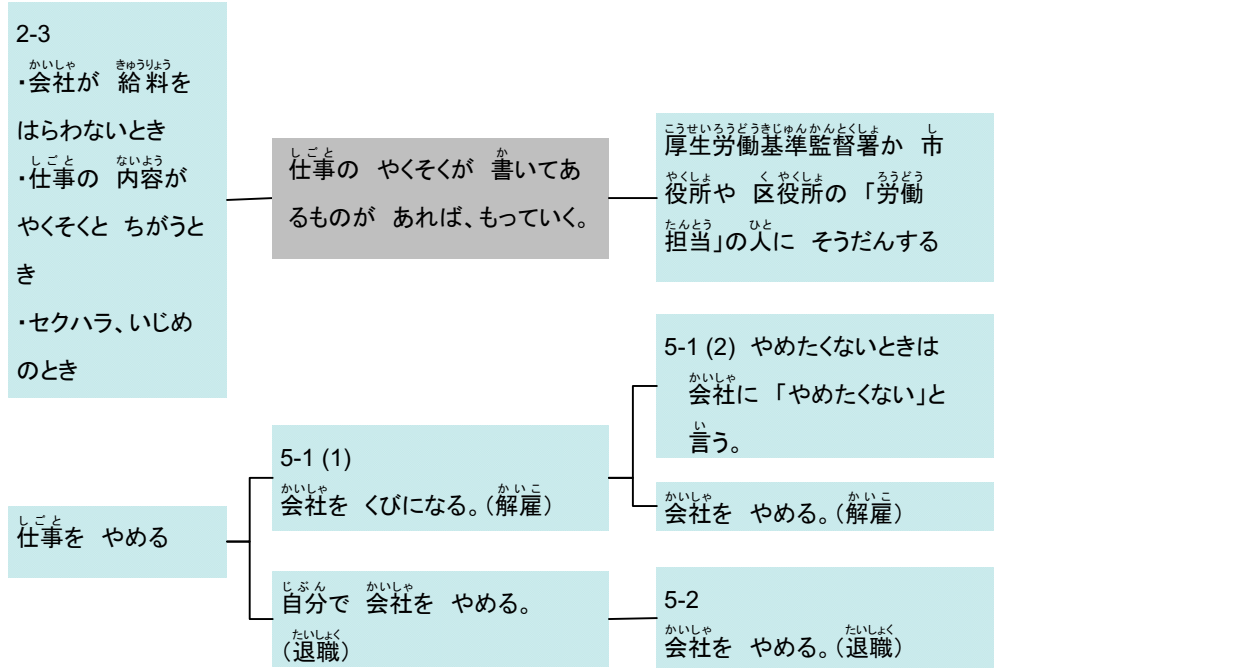 2-3
・会社が 給料を
はらわないとき
・仕事の 内容が
やくそくと ちがうと
き
・セクハラ、いじめ
のとき
仕事の やくそくが 書いてあ
るものが あれば、もっていく。
厚生労働基準監督署か 市
役所や 区役所の 「労働
担当」の人に そうだんする
仕事を やめる
5-1 (1)
会社を くびになる。（解雇）
5-1 (2) やめたくないときは
会社に 「やめたくない」と
言う。
会社を やめる。（解雇）
自分で 会社を やめる。
（退職）
5-2
会社を やめる。（退職）